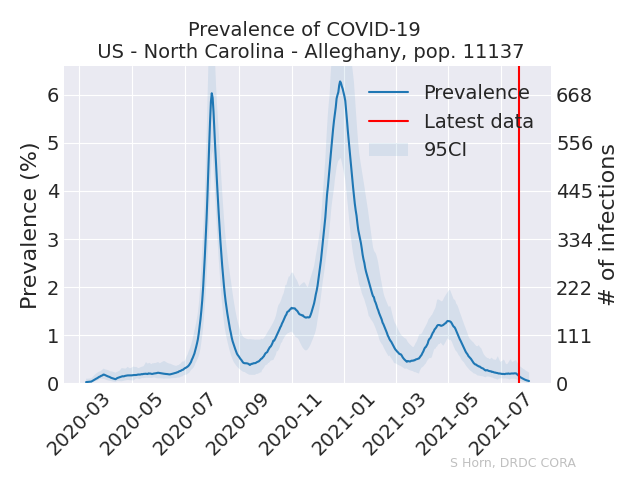 Prevalence of COVID-19
US - North Carolina - Alleghany, pop. 11137
Prevalence (%)
6
5
4
3
2
1
0
Prevalence
Latest data
95CI
668
556
445
334
222
111
0
# of infections
2020-03
2020-05
2020-07
2020-09
2020-11
2021-01
2021-03
2021-05
2021-07
S Horn, DRDC CORA